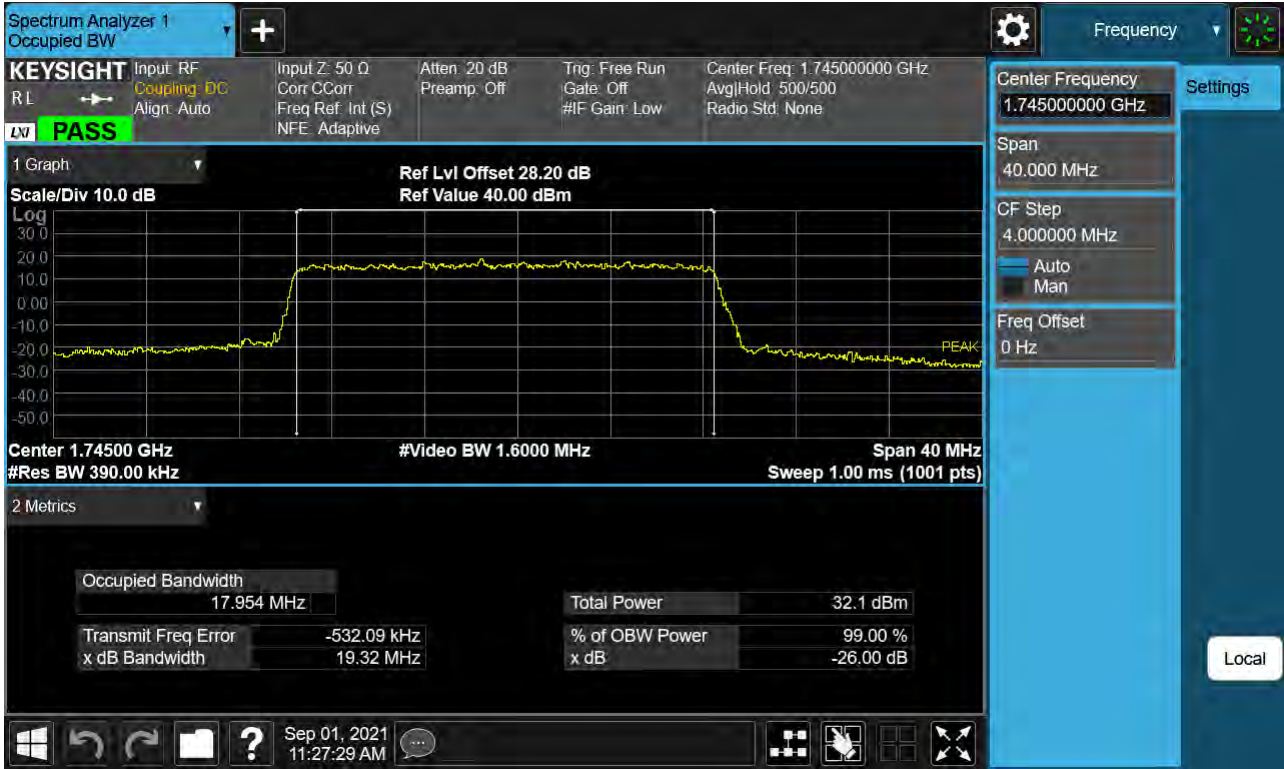 Spectrum Analyzer 1
Occupied BW
Frequency
KEYSIGHT
R L
LXI
PASS
Input: RF
Coupling: DC
Align: Auto
Input Z: 50 Ω
Corr CCorr
Freq Ref: Int (S)
NFE: Adaptive
Atten: 20 dB
Preamp: Off
Trig: Free Run
Gate: Off
#IF Gain: Low
Center Freq: 1.745000000 GHz
Avg|Hold: 500/500
Radio Std: None
Center Frequency
1.745000000 GHz
Settings
Span
40.000 MHz
CF Step
4.000000 MHz
Auto
Man
Freq Offset
0 Hz
Local
1 Graph
Scale/Div 10.0 dB
Ref Lvl Offset 28.20 dB
Ref Value 40.00 dBm
Log
30.0
20.0
10.0
0.00
-10.0
-20.0
-30.0
-40.0
-50.0
PEAK
Center 1.74500 GHz
#Video BW 1.6000 MHz
Span 40 MHz
#Res BW 390.00 kHz
Sweep 1.00 ms (1001 pts)
2 Metrics
Occupied Bandwidth
17.954 MHz
Total Power 32.1 dBm
Transmit Freq Error -532.09 kHz
% of OBW Power 99.00 %
x dB Bandwidth 19.32 MHz
x dB -26.00 dB
?
Sep 01, 2021
11:27:29 AM